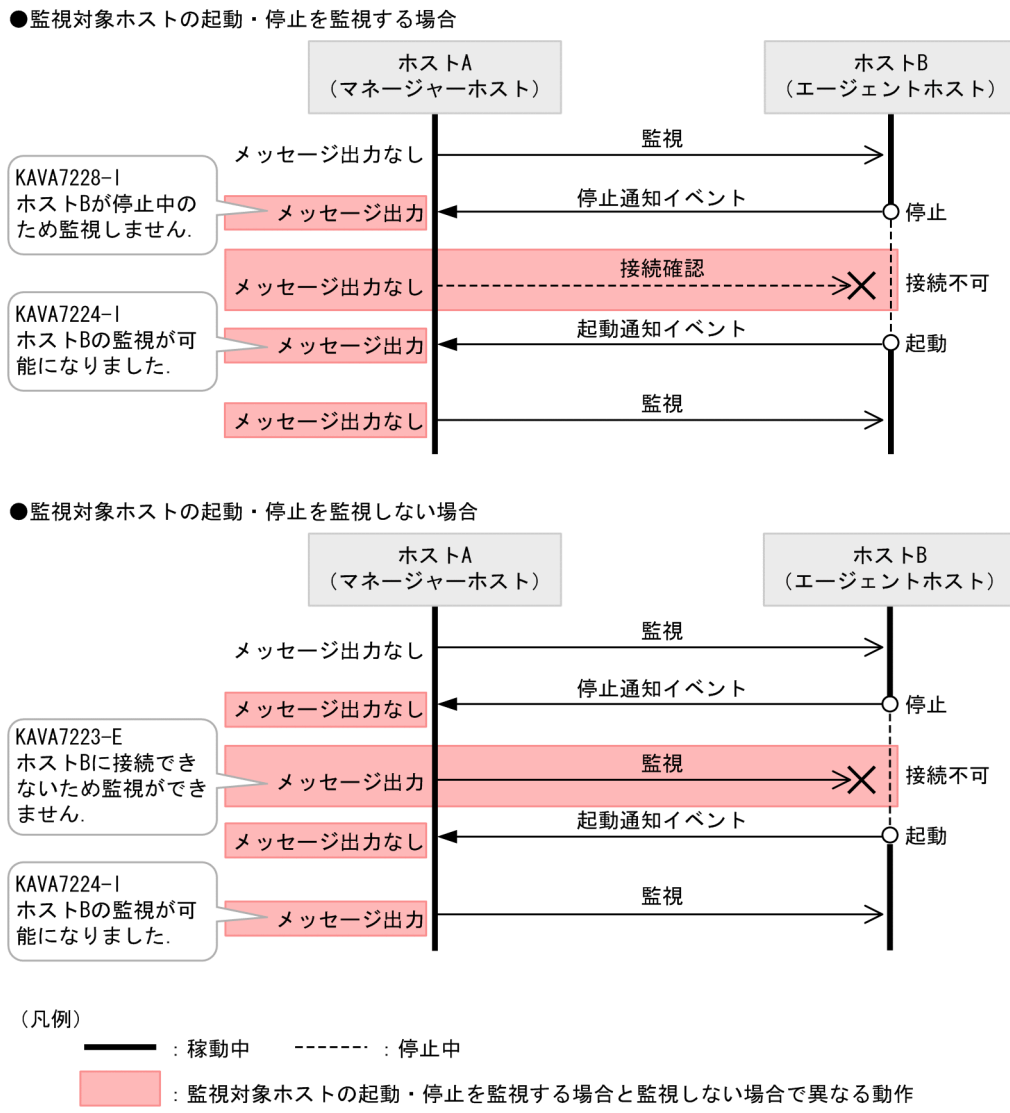 ●監視対象ホストの起動・停止を監視する場合
ホストA
（マネージャーホスト）
ホストB
（エージェントホスト）
メッセージ出力なし
監視
KAVA7228-I
ホストBが停止中の
ため監視しません.
メッセージ出力
停止通知イベント
停止
メッセージ出力なし
接続確認
接続不可
KAVA7224-I
ホストBの監視が可
能になりました.
メッセージ出力
起動通知イベント
起動
メッセージ出力なし
監視
●監視対象ホストの起動・停止を監視しない場合
ホストA
（マネージャーホスト）
ホストB
（エージェントホスト）
メッセージ出力なし
監視
メッセージ出力なし
停止通知イベント
停止
KAVA7223-E
ホストBに接続でき
ないため監視ができ
ません.
メッセージ出力
監視
接続不可
メッセージ出力なし
起動通知イベント
起動
KAVA7224-I
ホストBの監視が可
能になりました.
メッセージ出力
監視
（凡例）
：稼動中 ：停止中
：監視対象ホストの起動・停止を監視する場合と監視しない場合で異なる動作